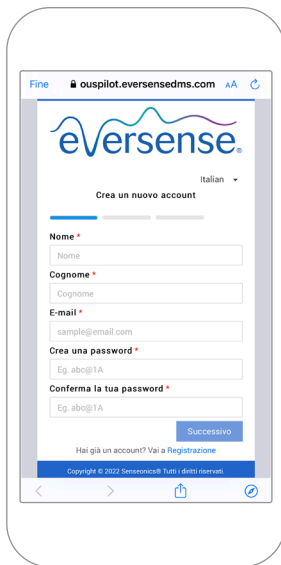 Fine ouspilot.eversensedms.com AA
eversense®
Italian
Crea un nuovo account
Nome *
Nome
Cognome *
Cognome
E-mail *
sample@email.com
Crea una password *
Eg. abc@1A
Conferma la tua password *
Eg. abc@1A
Successivo
Hai già un account? Vai a Registrazione
Copyright © 2022 Senseonics® Tutti i diritti riservati.